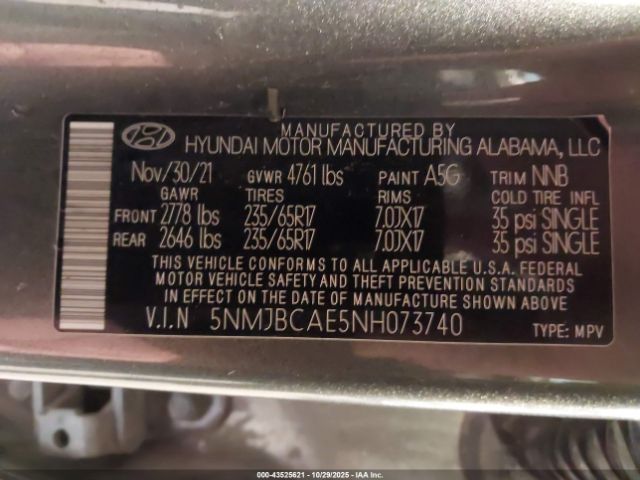 MANUFACTURED BY
HYUNDAI MOTOR MANUFACTURING ALABAMA, LLC
Nov/30/21 GVWR 4761 lbs PAINT A5G TRIM NNB
GAWR TIRES RIMS COLD TIRE INFL
FRONT 2778 lbs 235/65R17 7.0JX17 35 psi SINGLE
REAR 2646 lbs 235/65R17 7.0JX17 35 psi SINGLE
THIS VEHICLE CONFORMS TO ALL APPLICABLE U.S.A. FEDERAL
MOTOR VEHICLE SAFETY AND THEFT PREVENTION STANDARDS
IN EFFECT ON THE DATE OF MANUFACTURE SHOWN ABOVE.
V.I.N 5NMJBCAE5NH073740 TYPE: MPV
000-43525621 - 10/29/2025 - IAA. All Rights Reserved.